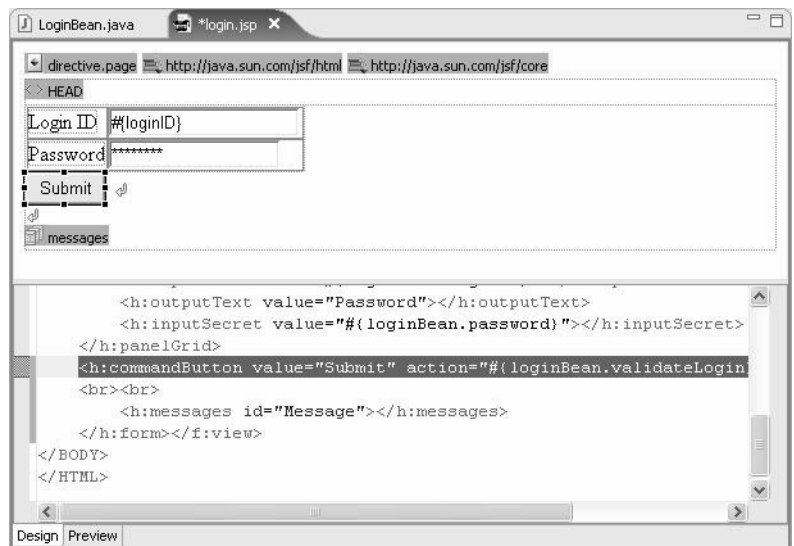 LoginBean.java *login.jsp
directive.page http://java.sun.com/jsf/html http://java.sun.com/jsf/core
HEAD
Login ID #{loginID}
Password ********
Submit
messages
<h:outputText value="Password"></h:outputText>
<h:inputSecret value="#{loginBean.password}"></h:inputSecret>
</h:panelGrid>
<h:commandButton value="Submit" action="#{loginBean.validateLogin
<br><br>
<h:messages id="Message"></h:messages>
</h:form></f:view>
</BODY>
</HTML>
Design Preview